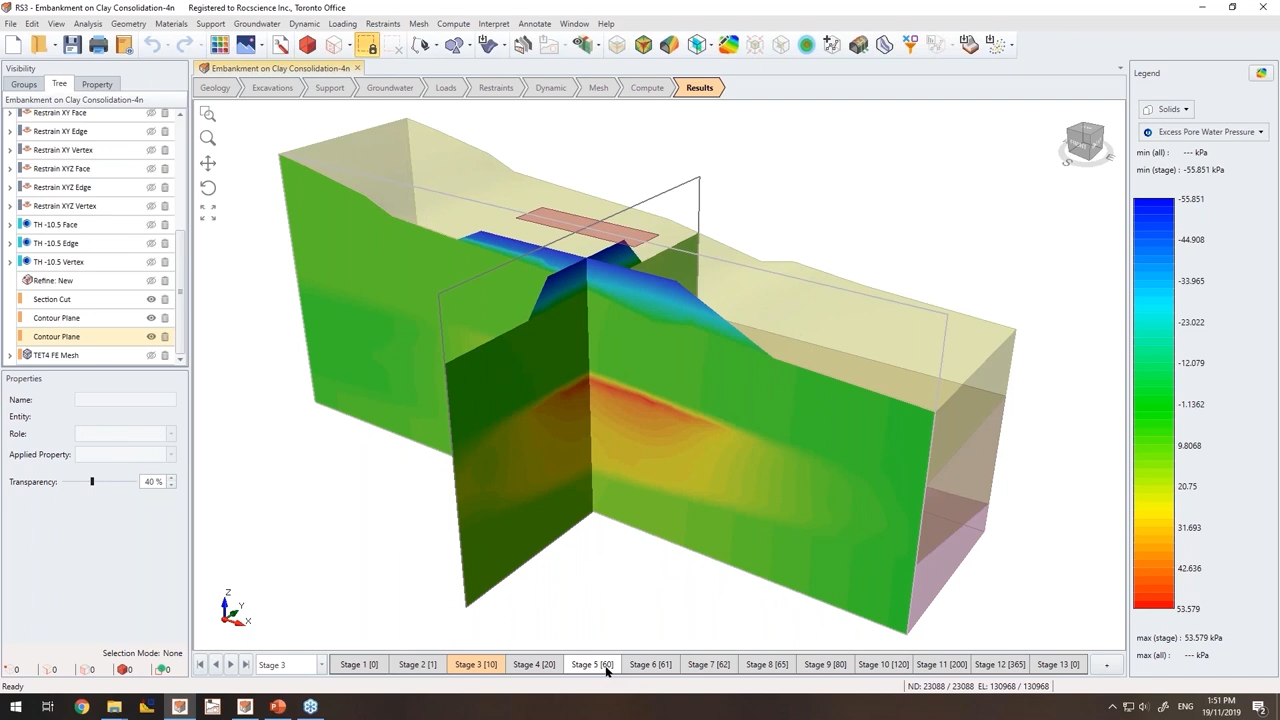 RS3 - Embankment on Clay Consolidation-4n Registered to Rocscience Inc., Toronto Office
File Edit View Analysis Geometry Materials Support Groundwater Dynamic Loading Restraints Mesh Compute Interpret Annotate Window Help
Visibility
Groups Tree Property
Embankment on Clay Consolidation-4n
Restrain XY Face
Restrain XY Edge
Restrain XY Vertex
Restrain XYZ Face
Restrain XYZ Edge
Restrain XYZ Vertex
TH -10.5 Face
TH -10.5 Edge
TH -10.5 Vertex
Refine: New
Section Cut
Contour Plane
Contour Plane
TET4 FE Mesh
Properties
Name:
Entity:
Role:
Applied Property:
Transparency: 40 %
Selection Mode: None
:0 :0 :0 :0 :0
Ready
Embankment on Clay Consolidation-4n
Geology Excavations Support Groundwater Loads Restraints Dynamic Mesh Compute Results
Z
Y
X
S
E
Stage 3 Stage 1 [0] Stage 2 [1] Stage 3 [10] Stage 4 [20] Stage 5 [60] Stage 6 [61] Stage 7 [62] Stage 8 [65] Stage 9 [80] Stage 10 [120] Stage 11 [200] Stage 12 [365] Stage 13 [0]
Legend
Solids
Excess Pore Water Pressure
min (all): --- kPa
min (stage): -55.851 kPa
-55.851
-44.908
-33.965
-23.022
-12.079
-1.1362
9.8068
20.75
31.693
42.636
53.579
max (stage): 53.579 kPa
max (all): --- kPa
ND: 23088 / 23088 EL: 130968 / 130968
ENG
1:51 PM
19/11/2019
2